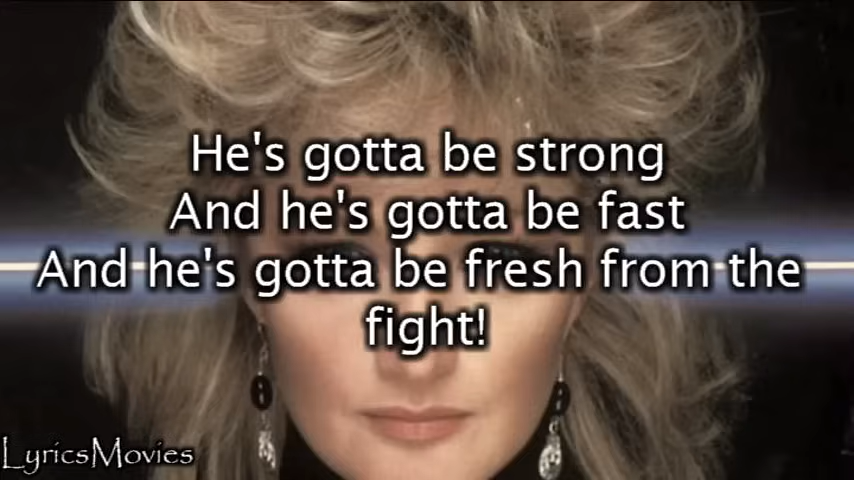 He's gotta be strong
And he's gotta be fast
And he's gotta be fresh from the
fight!
LyricsMovies